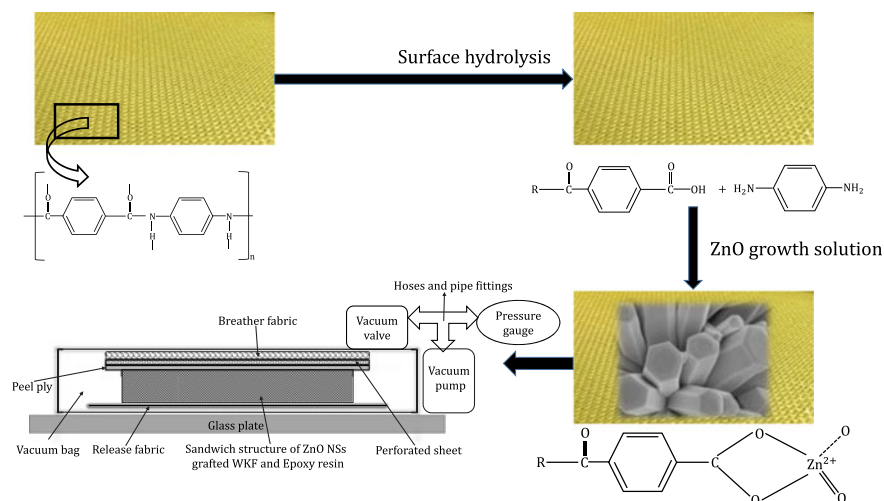 Surface hydrolysis
O
C
O
C
N
H
N
H
n
O
R
C
O
C
OH
+
H₂N
NH₂
ZnO growth solution
Hoses and pipe fittings
Vacuum
valve
Pressure
gauge
Breather fabric
Vacuum
pump
Peel ply
Glass plate
Vacuum bag
Release fabric
Sandwich structure of ZnO NSs
grafted WKF and Epoxy resin
Perforated sheet
O
R
C
C
O
O
Zn²⁺
O
O